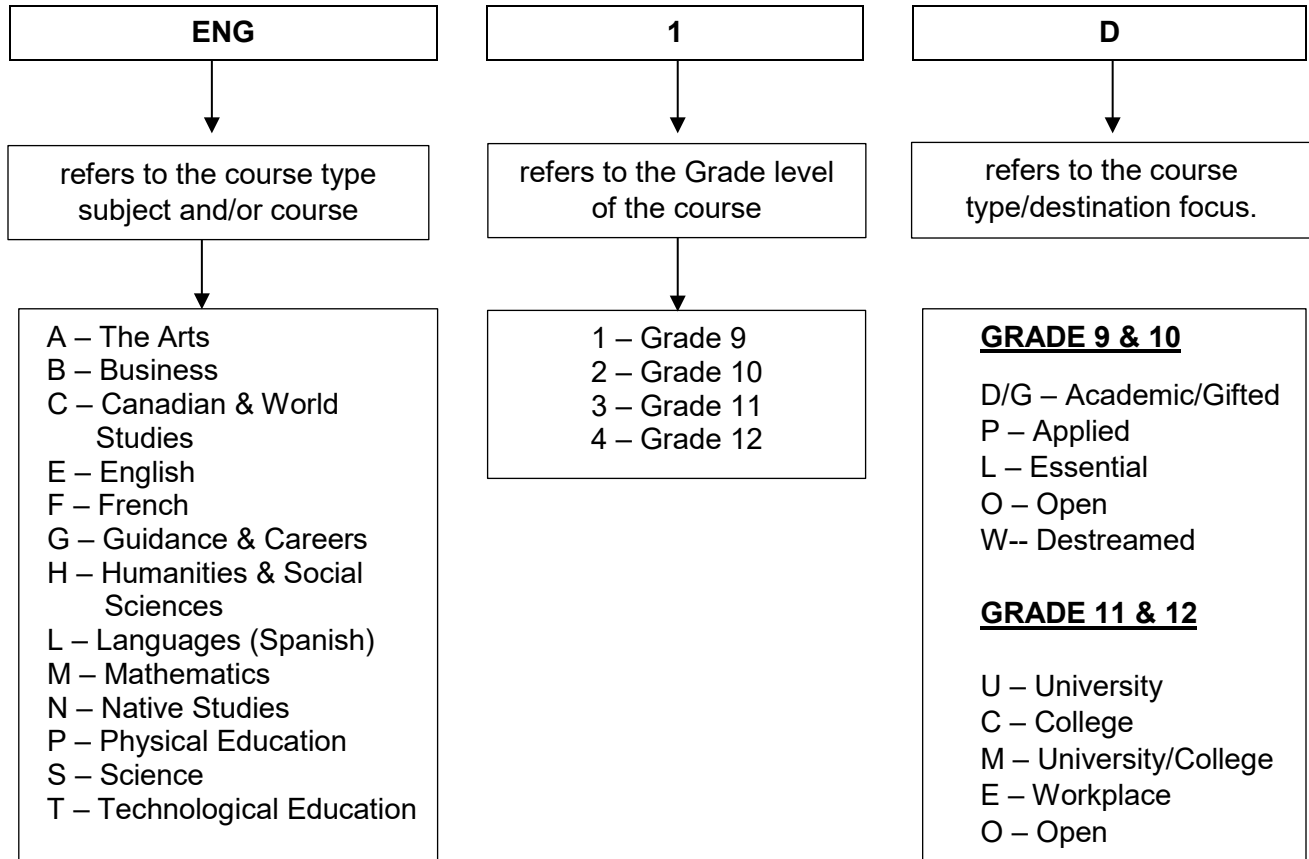 ENG
1
D
refers to the course type
subject and/or course
refers to the Grade level
of the course
refers to the course
type/destination focus.
A – The Arts
B – Business
C – Canadian & World
Studies
E – English
F – French
G – Guidance & Careers
H – Humanities & Social
Sciences
L – Languages (Spanish)
M – Mathematics
N – Native Studies
P – Physical Education
S – Science
T – Technological Education
1 – Grade 9
2 – Grade 10
3 – Grade 11
4 – Grade 12
GRADE 9 & 10
D/G – Academic/Gifted
P – Applied
L – Essential
O – Open
W-- Destreamed
GRADE 11 & 12
U – University
C – College
M – University/College
E – Workplace
O – Open